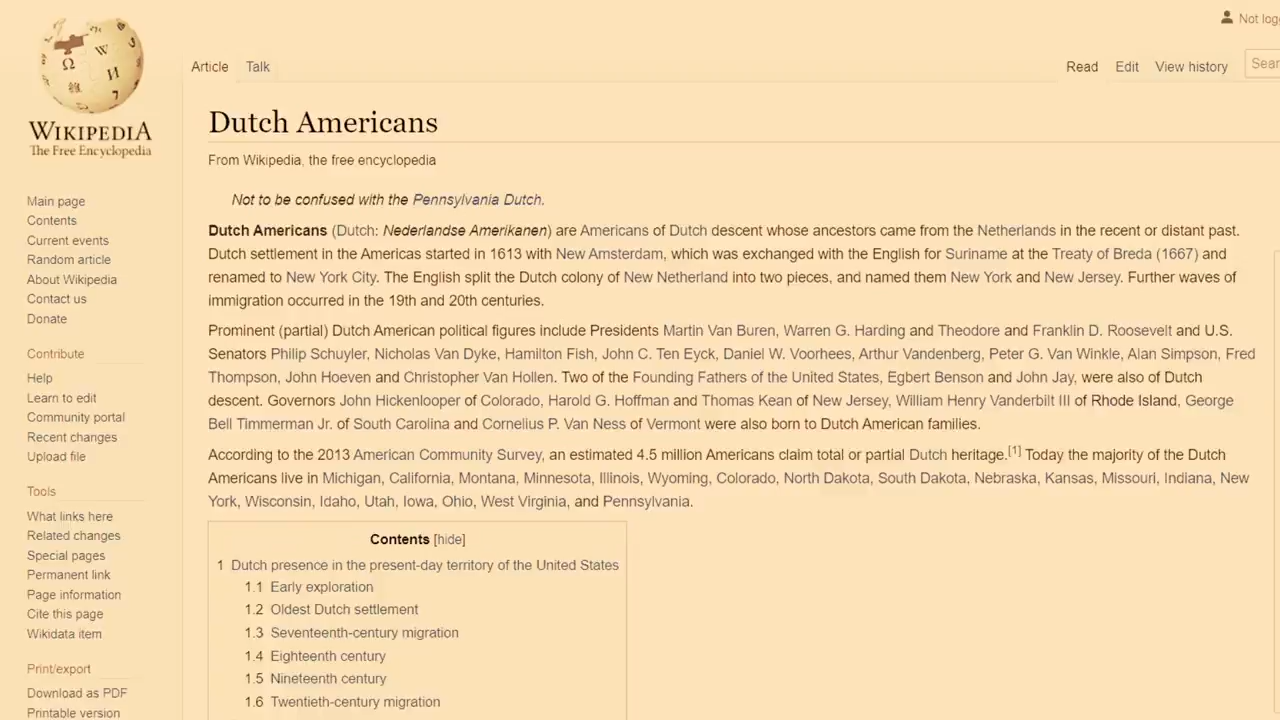 Not log
WIKIPEDIA
The Free Encyclopedia
Article Talk
Read Edit View history
Sear
Main page
Contents
Current events
Random article
About Wikipedia
Contact us
Donate
Contribute
Help
Learn to edit
Community portal
Recent changes
Upload file
Tools
What links here
Related changes
Special pages
Permanent link
Page information
Cite this page
Wikidata item
Print/export
Download as PDF
Printable version
Dutch Americans
From Wikipedia, the free encyclopedia
Not to be confused with the Pennsylvania Dutch.
Dutch Americans (Dutch: Nederlandse Amerikanen) are Americans of Dutch descent whose ancestors came from the Netherlands in the recent or distant past.
Dutch settlement in the Americas started in 1613 with New Amsterdam, which was exchanged with the English for Suriname at the Treaty of Breda (1667) and
renamed to New York City. The English split the Dutch colony of New Netherland into two pieces, and named them New York and New Jersey. Further waves of
immigration occurred in the 19th and 20th centuries.
Prominent (partial) Dutch American political figures include Presidents Martin Van Buren, Warren G. Harding and Theodore and Franklin D. Roosevelt and U.S.
Senators Philip Schuyler, Nicholas Van Dyke, Hamilton Fish, John C. Ten Eyck, Daniel W. Voorhees, Arthur Vandenberg, Peter G. Van Winkle, Alan Simpson, Fred
Thompson, John Hoeven and Christopher Van Hollen. Two of the Founding Fathers of the United States, Egbert Benson and John Jay, were also of Dutch
descent. Governors John Hickenlooper of Colorado, Harold G. Hoffman and Thomas Kean of New Jersey, William Henry Vanderbilt III of Rhode Island, George
Bell Timmerman Jr. of South Carolina and Cornelius P. Van Ness of Vermont were also born to Dutch American families.
According to the 2013 American Community Survey, an estimated 4.5 million Americans claim total or partial Dutch heritage.[1] Today the majority of the Dutch
Americans live in Michigan, California, Montana, Minnesota, Illinois, Wyoming, Colorado, North Dakota, South Dakota, Nebraska, Kansas, Missouri, Indiana, New
York, Wisconsin, Idaho, Utah, Iowa, Ohio, West Virginia, and Pennsylvania.
Contents [hide]
1 Dutch presence in the present-day territory of the United States
1.1 Early exploration
1.2 Oldest Dutch settlement
1.3 Seventeenth-century migration
1.4 Eighteenth century
1.5 Nineteenth century
1.6 Twentieth-century migration